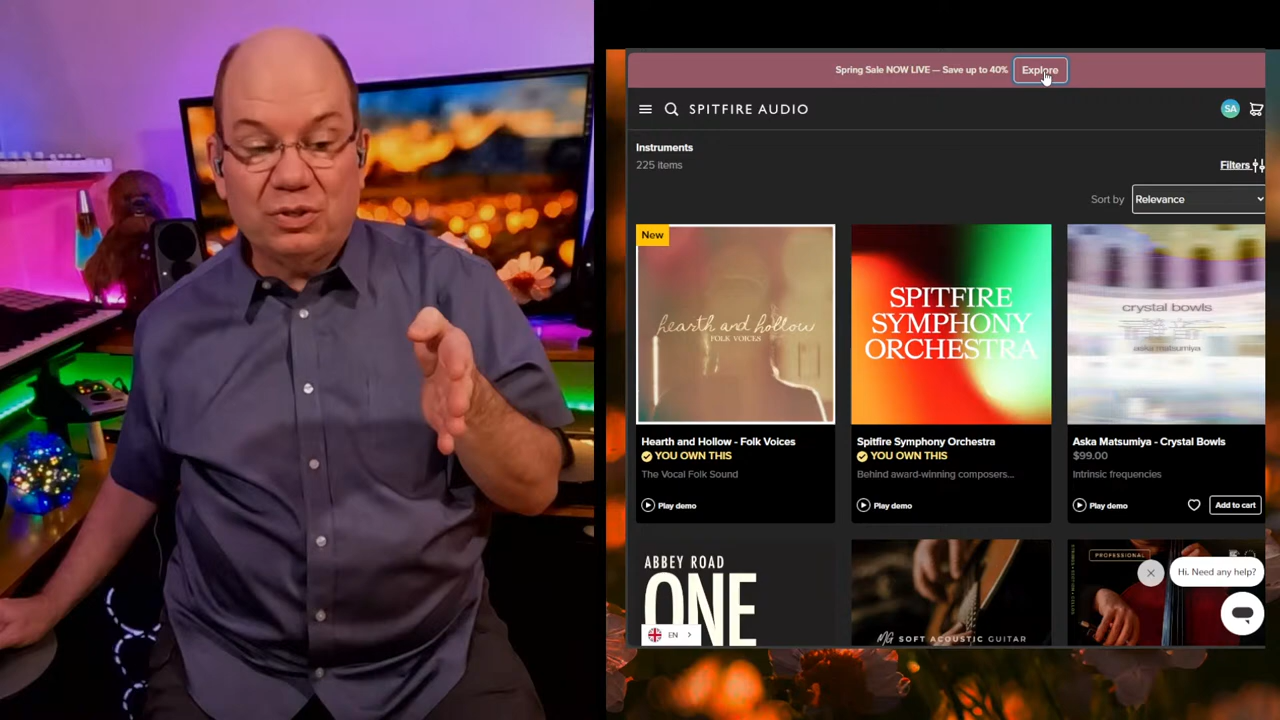 Spring Sale NOW LIVE — Save up to 40% Explore
SPITFIRE AUDIO
SA
Instruments
225 items
Filters
Sort by Relevance
New
hearth and hollow
FOLK VOICES
SPITFIRE
SYMPHONY
ORCHESTRA
crystal bowls
aska matsumiya
Hearth and Hollow - Folk Voices
YOU OWN THIS
The Vocal Folk Sound
Play demo
Spitfire Symphony Orchestra
YOU OWN THIS
Behind award-winning composers...
Play demo
Aska Matsumiya - Crystal Bowls
$99.00
Intrinsic frequencies
Play demo
Add to cart
ABBEY ROAD
ONE
EN
MG SOFT ACOUSTIC GUITAR
PROFESSIONAL
Hi. Need any help?